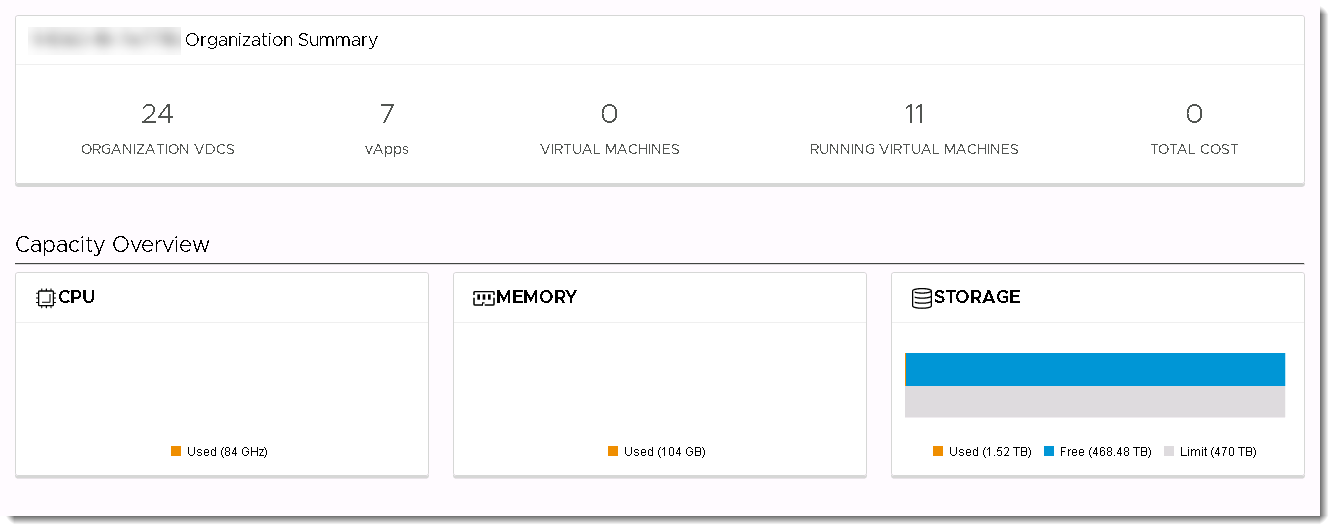 Organization Summary
24 7 0 11 0
ORGANIZATION VDCS vApps VIRTUAL MACHINES RUNNING VIRTUAL MACHINES TOTAL COST
Capacity Overview
CPU MEMORY STORAGE
Used (84 GHz) Used (104 GB) Used (1.52 TB) Free (468.48 TB) Limit (470 TB)